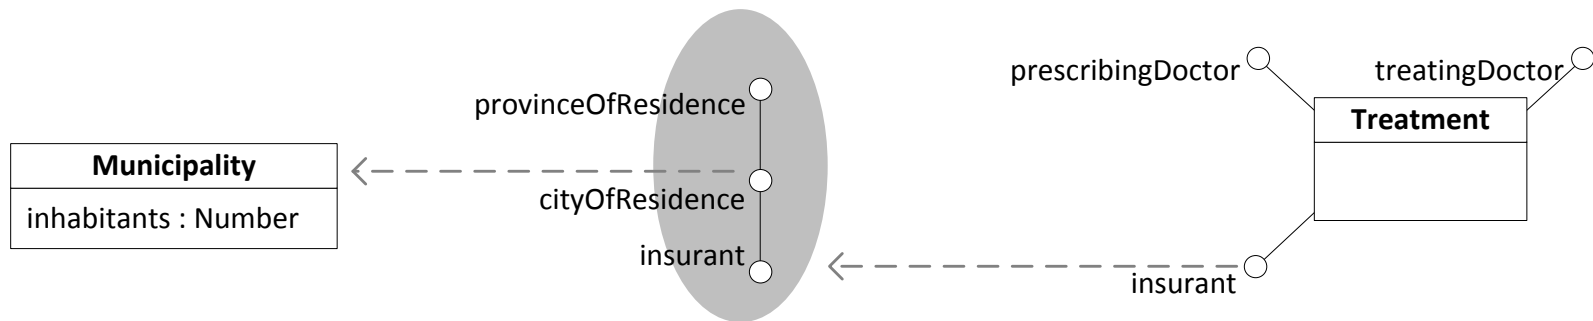 Municipality
inhabitants : Number
provinceOfResidence
cityOfResidence
insurant
prescribingDoctor
treatingDoctor
Treatment
insurant